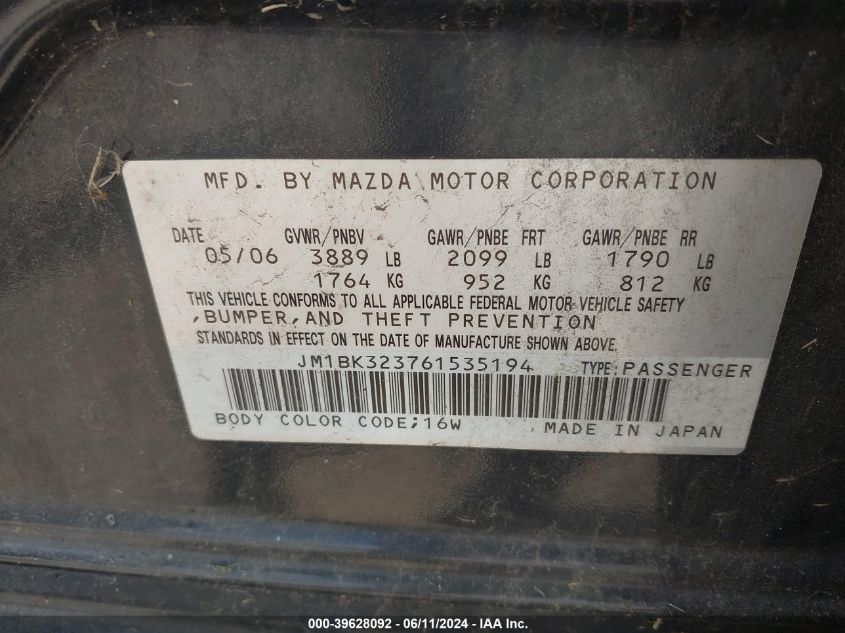 MFD. BY MAZDA MOTOR CORPORATION
DATE GVWR/PNBV GAWR/PNBE FRT GAWR/PNBE RR
05/06 3889 LB 2099 LB 1790 LB
1764 KG 952 KG 812 KG
THIS VEHICLE CONFORMS TO ALL APPLICABLE FEDERAL MOTOR VEHICLE SAFETY
,BUMPER,AND THEFT PREVENTION
STANDARDS IN EFFECT ON THE DATE OF MANUFACTURE SHOWN ABOVE.
JM1BK323761535194 TYPE:PASSENGER
BODY COLOR CODE;16W MADE IN JAPAN
000-39628092 - 06/11/2024 - IAA Inc.